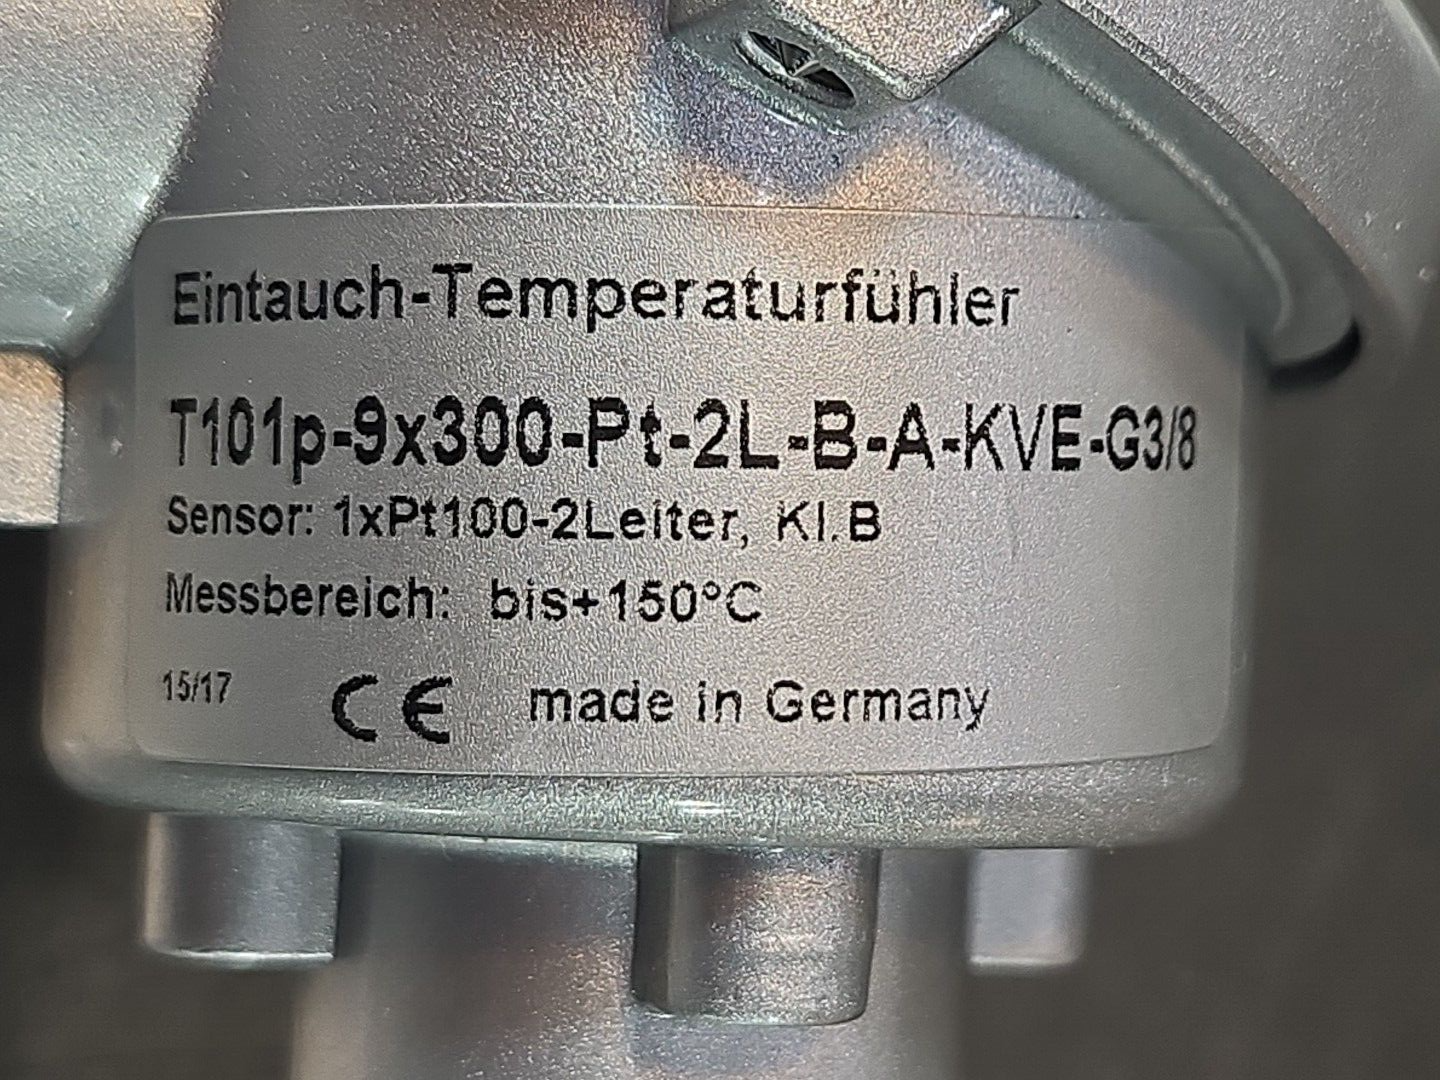 Eintauch-Temperaturfühler
T101p-9x300-Pt-2L-B-A-KVE-G3/8
Sensor: 1xPt100-2Leiter, Kl.B
Messbereich: bis+150°C
15/17 CE made in Germany